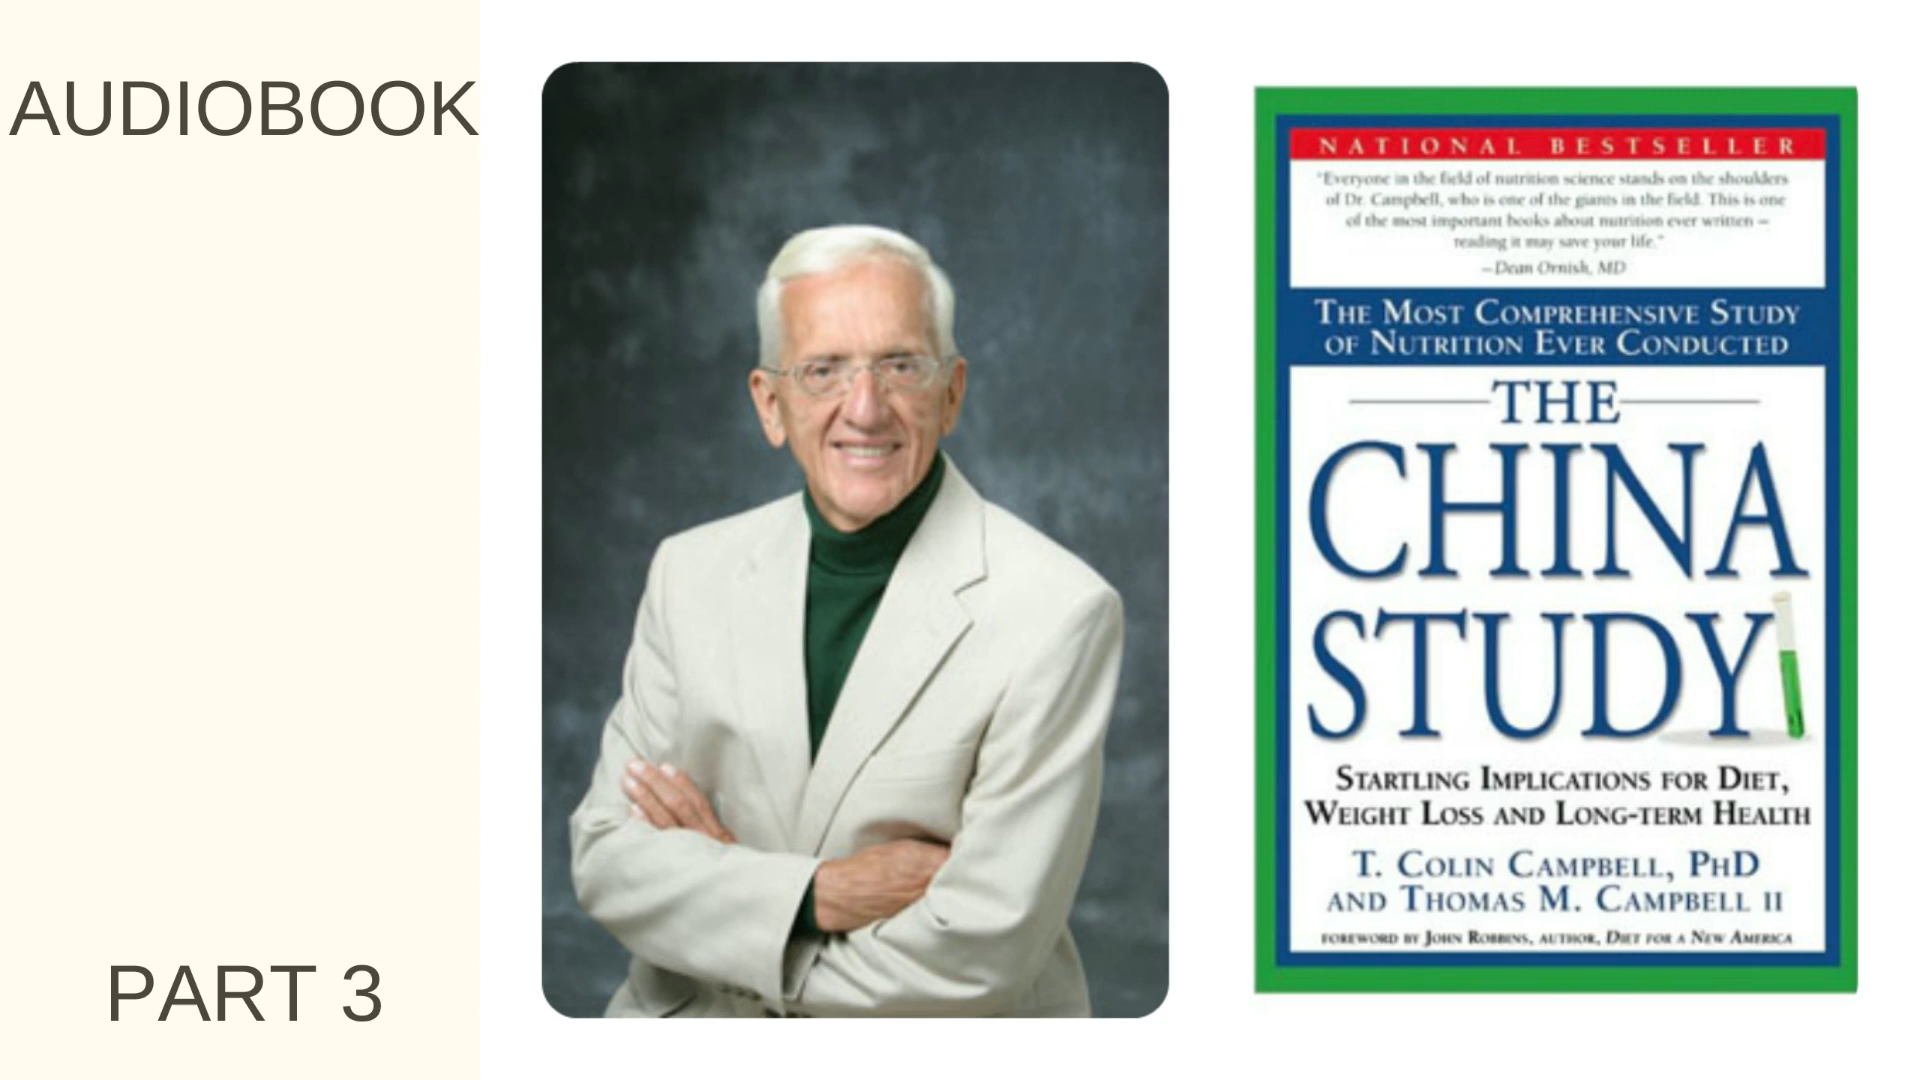 AUDIOBOOK
PART 3
NATIONAL BESTSELLER
"Everyone in the field of nutrition science stands on the shoulders
of Dr. Campbell, who is one of the giants in the field. This is one
of the most important books about nutrition ever written –
reading it may save your life."
–Dean Ornish, MD
THE MOST COMPREHENSIVE STUDY
OF NUTRITION EVER CONDUCTED
THE
CHINA
STUDY
STARTLING IMPLICATIONS FOR DIET,
WEIGHT LOSS AND LONG-TERM HEALTH
T. COLIN CAMPBELL, PHD
AND THOMAS M. CAMPBELL II
FOREWORD BY JOHN ROBBINS, AUTHOR, DIET FOR A NEW AMERICA